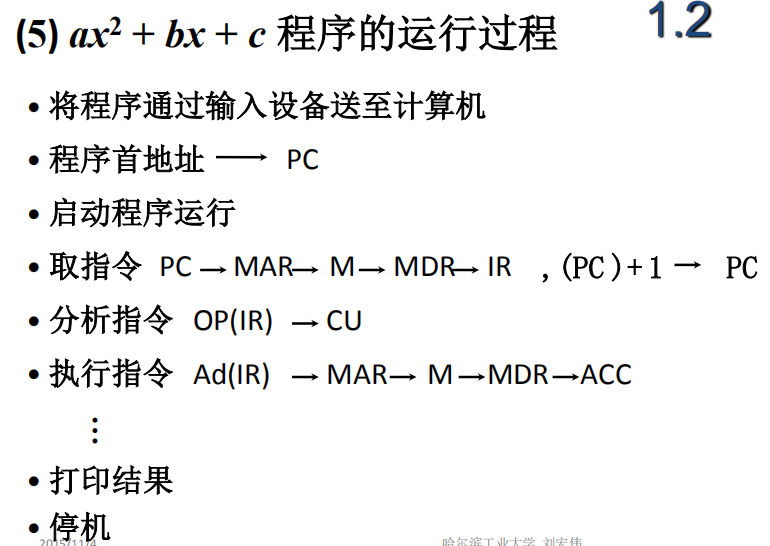 (5) ax² + bx + c 程序的运行过程
1.2
• 将程序通过输入设备送至计算机
• 程序首地址 → PC
• 启动程序运行
• 取指令 PC → MAR → M → MDR → IR ，(PC)+1 → PC
• 分析指令 OP(IR) → CU
• 执行指令 Ad(IR) → MAR → M → MDR → ACC
⋮
• 打印结果
• 停机
2015/11/4
哈尔滨工业大学 刘宏伟